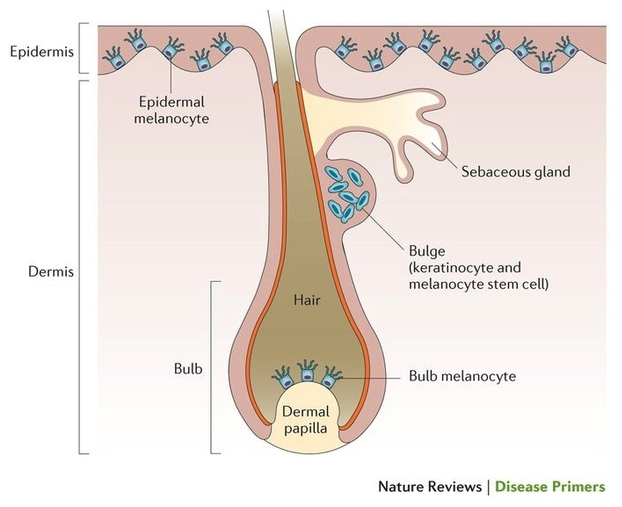 Epidermis
Epidermal
melanocyte
Sebaceous gland
Bulge
(keratinocyte and
melanocyte stem cell)
Dermis
Hair
Bulb
Bulb melanocyte
Dermal
papilla
Nature Reviews | Disease Primers